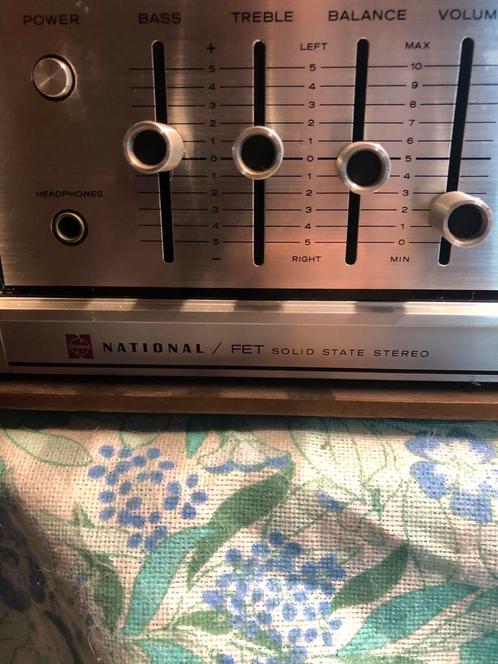 POWER BASS TREBLE BALANCE VOLUM
+ LEFT MAX
5 5 10
4 4 9
3 3 8
2 2 7
1 1 6
0 0 5
1 1 4
HEADPHONES 2 2 3
3 3 2
4 4 1
5 5 0
- RIGHT MIN
NATIONAL / FET SOLID STATE STEREO